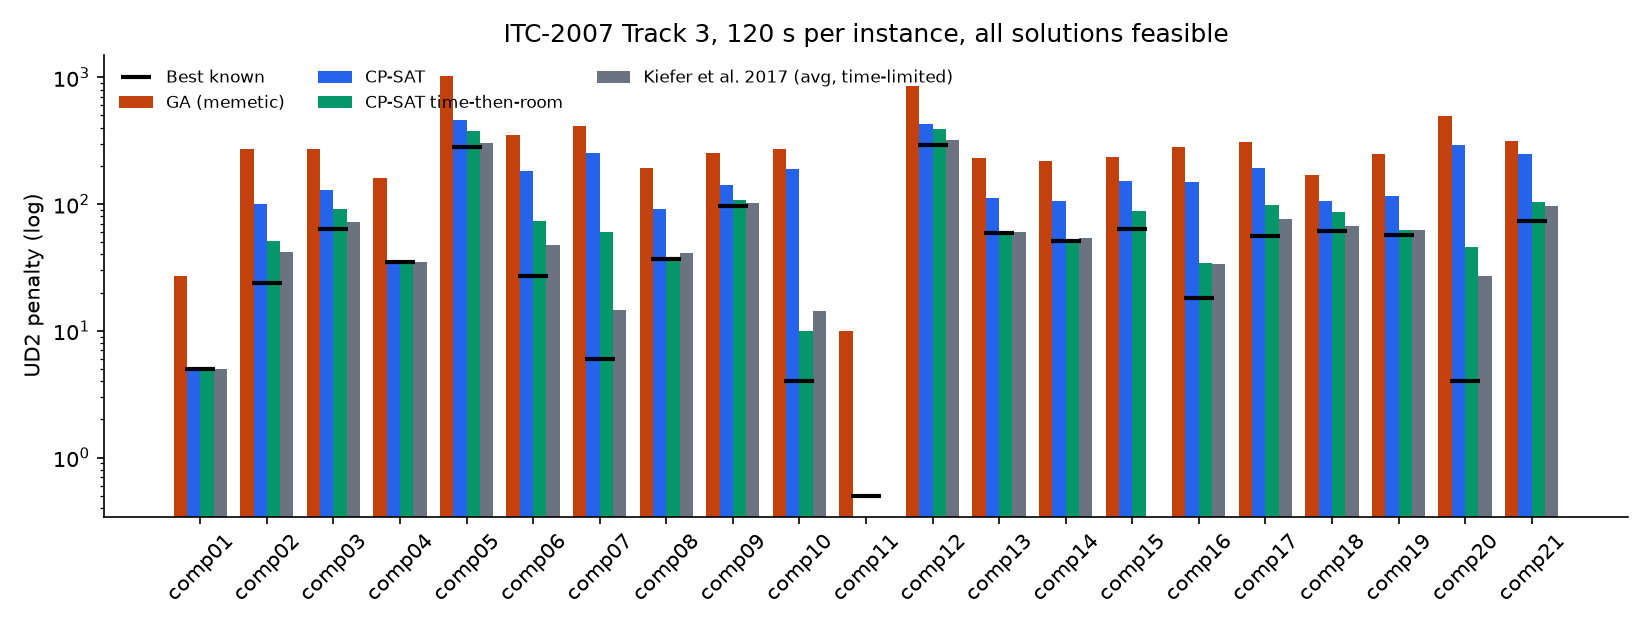 ITC-2007 Track 3, 120 s per instance, all solutions feasible
Best known
GA (memetic)
CP-SAT
CP-SAT time-then-room
Kiefer et al. 2017 (avg, time-limited)
UD2 penalty (log)
10³
10²
10¹
10⁰
comp01
comp02
comp03
comp04
comp05
comp06
comp07
comp08
comp09
comp10
comp11
comp12
comp13
comp14
comp15
comp16
comp17
comp18
comp19
comp20
comp21